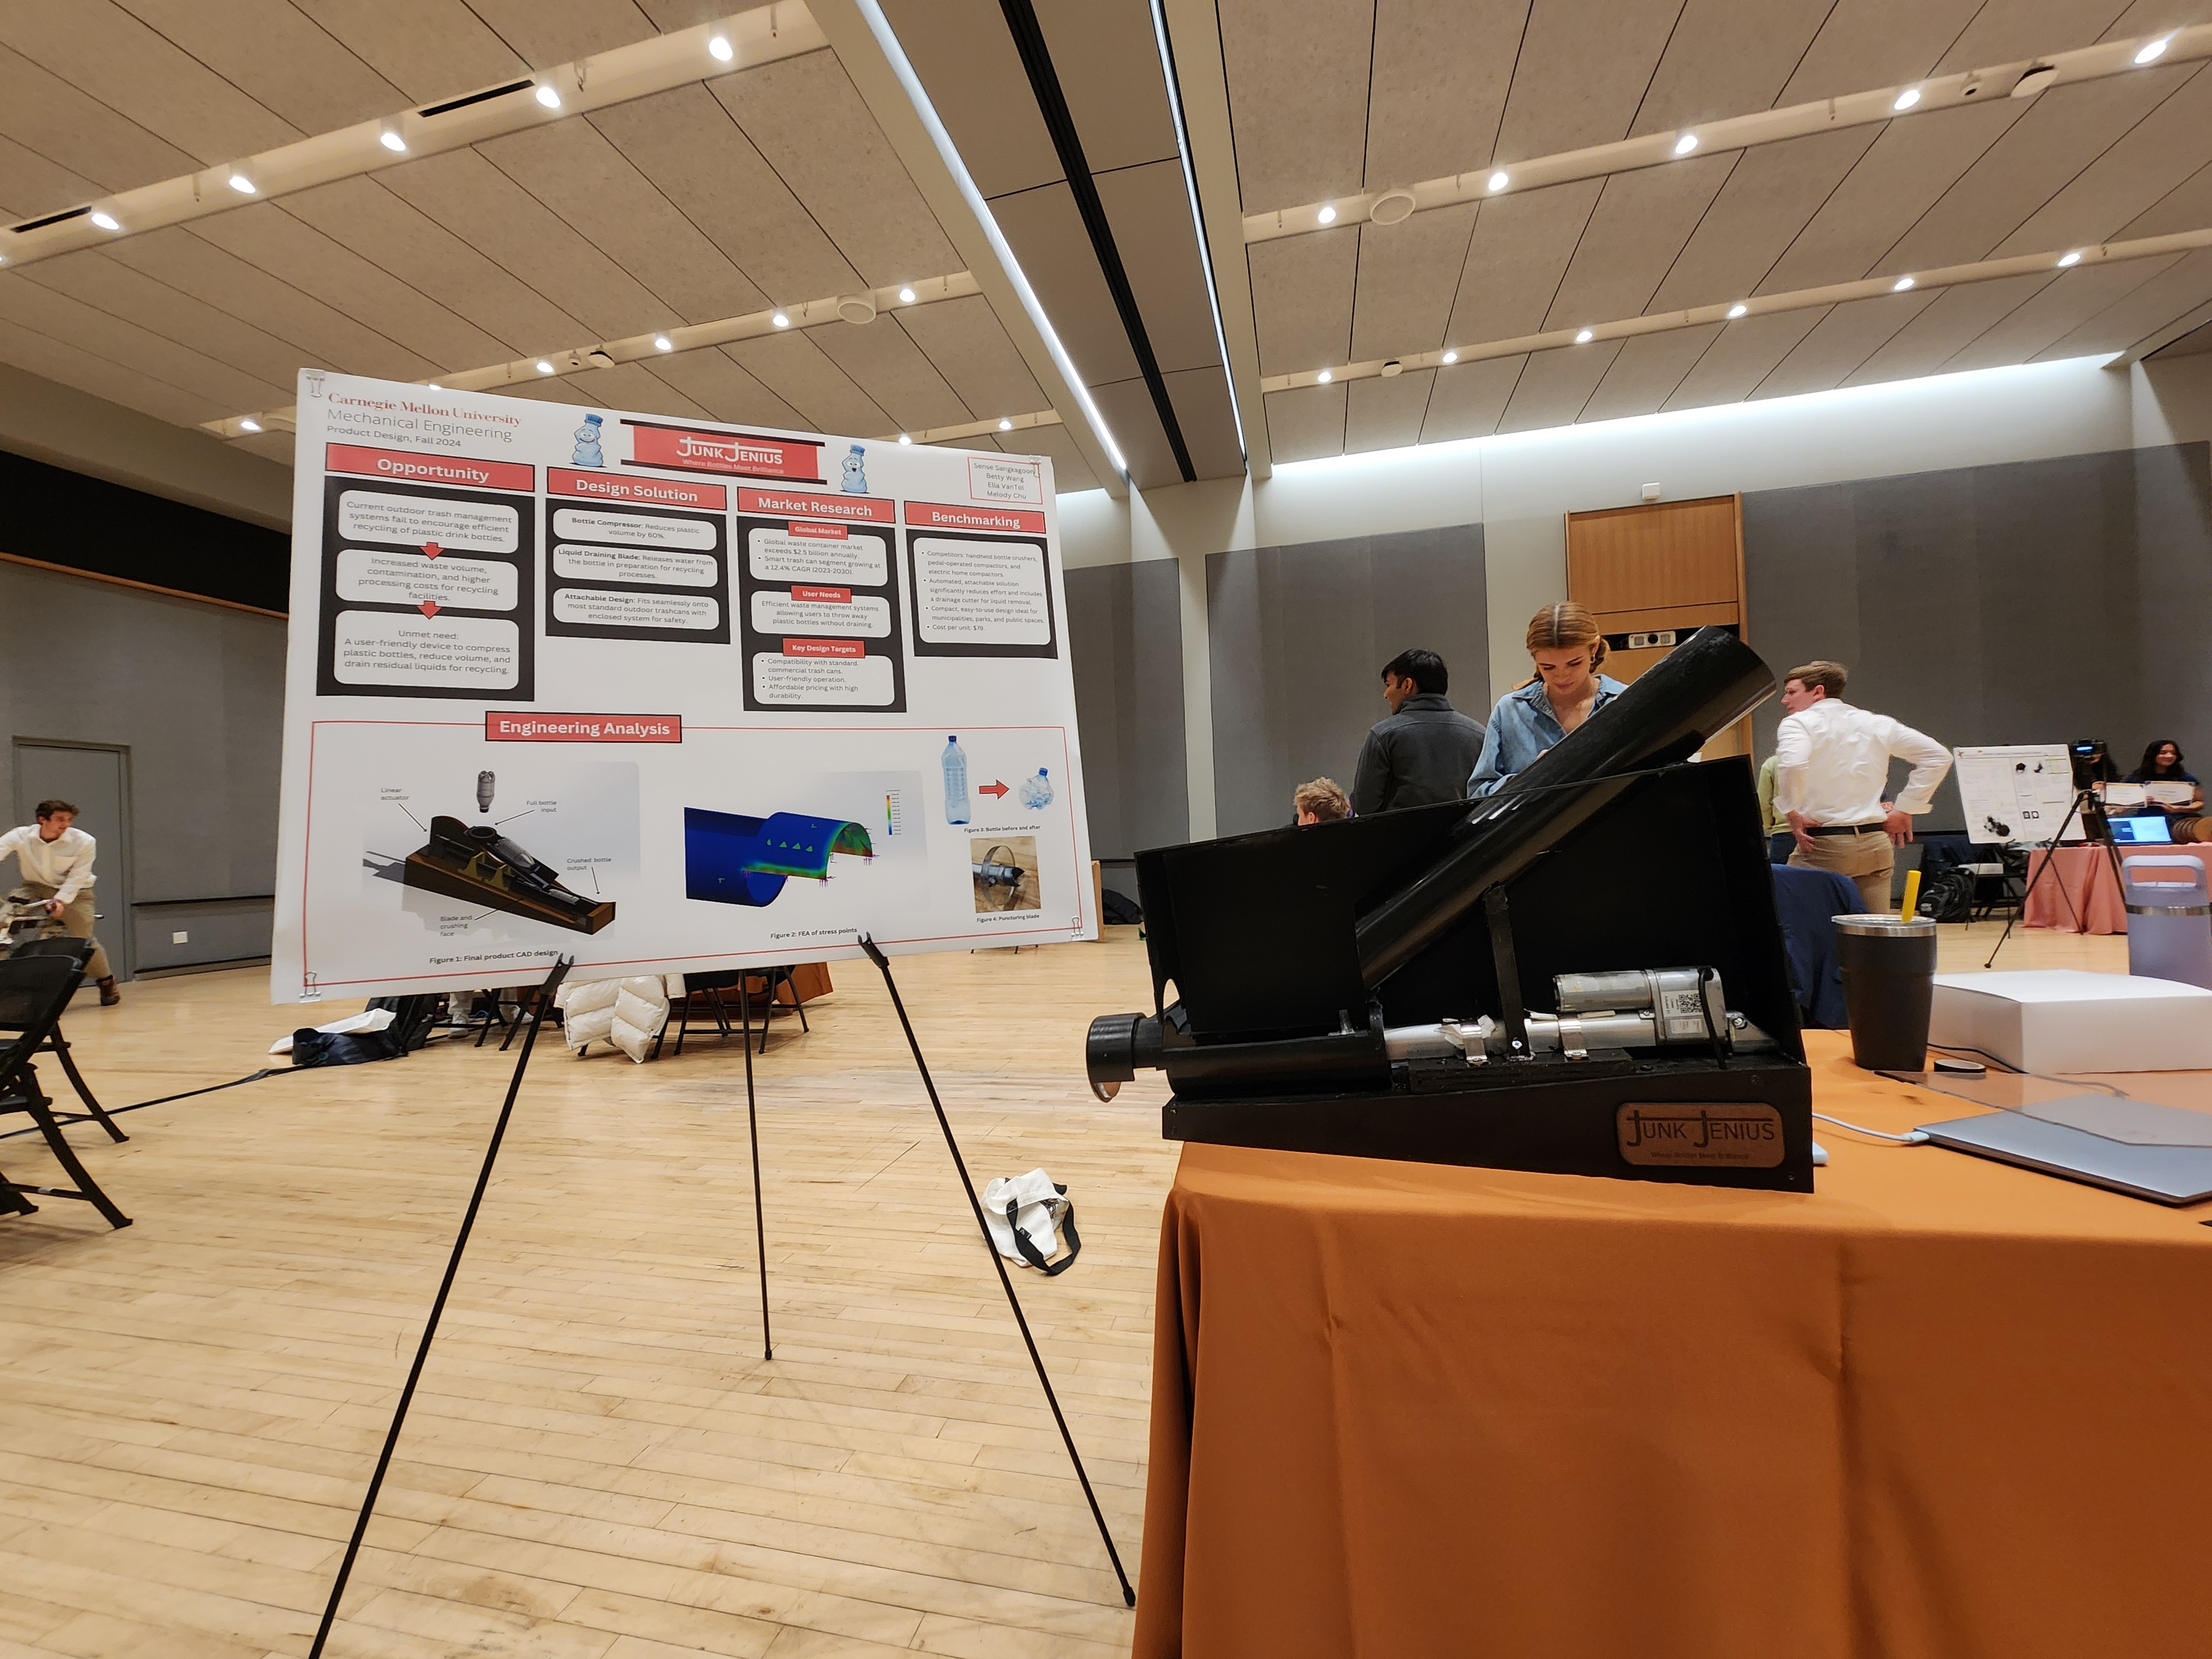 Carnegie Mellon University
Mechanical Engineering
Product Design, Fall 2024
JUNK JENIUS
Where Bottles Meet Brilliance
Sense Sangkagoon
Betty Wang
Ella VanTol
Melody Chu
Opportunity
Current outdoor trash management
systems fail to encourage efficient
recycling of plastic drink bottles.
Increased waste volume,
contamination, and higher
processing costs for recycling
facilities.
Unmet need:
A user-friendly device to compress
plastic bottles, reduce volume, and
drain residual liquids for recycling.
Design Solution
Bottle Compressor: Reduces plastic
volume by 60%.
Liquid Draining Blade: Releases water from
the bottle in preparation for recycling
processes.
Attachable Design: Fits seamlessly onto
most standard outdoor trashcans with
enclosed system for safety.
Market Research
Global Market
• Global waste container market
exceeds $2.5 billion annually.
• Smart trash can segment growing at
a 12.4% CAGR (2023-2030).
User Needs
Efficient waste management systems
allowing users to throw away
plastic bottles without draining.
Key Design Targets
• Compatibility with standard
commercial trash cans.
• User-friendly operation.
• Affordable pricing with high
durability.
Benchmarking
• Competitors: handheld bottle crushers,
pedal-operated compactors, and
electric home compactors.
• Automated, attachable solution
significantly reduces effort and includes
a drainage cutter for liquid removal.
• Compact, easy-to-use design ideal for
municipalities, parks, and public spaces.
• Cost per unit: $79
Engineering Analysis
Linear
actuator
Full bottle
input
Crushed bottle
output
Blade and
crushing
face
Figure 1: Final product CAD design
Figure 2: FEA of stress points
Figure 3: Bottle before and after
Figure 4: Puncturing blade
JUNK JENIUS
Where Bottles Meet Brilliance